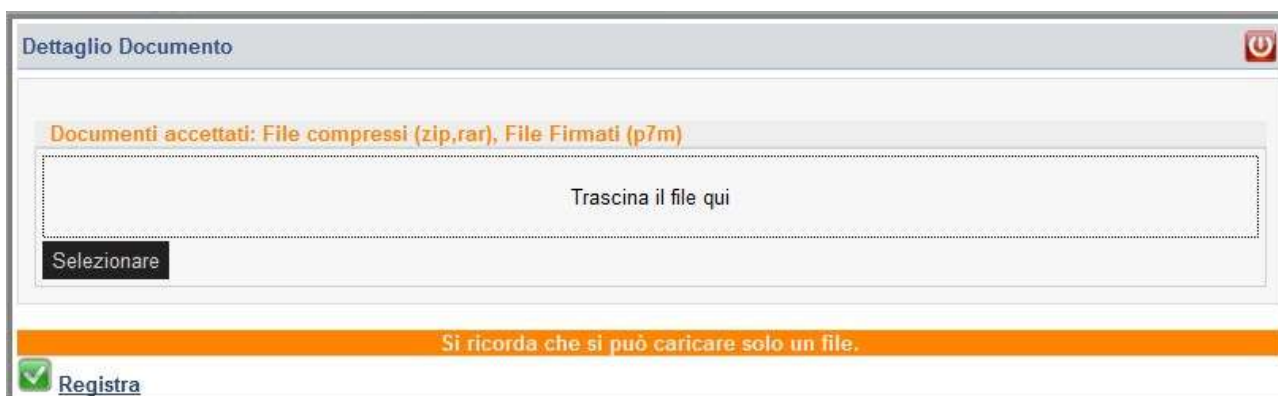 Dettaglio Documento
Documenti accettati: File compressi (zip,rar), File Firmati (p7m)
Trascina il file qui
Selezionare
Si ricorda che si può caricare solo un file.
Registra